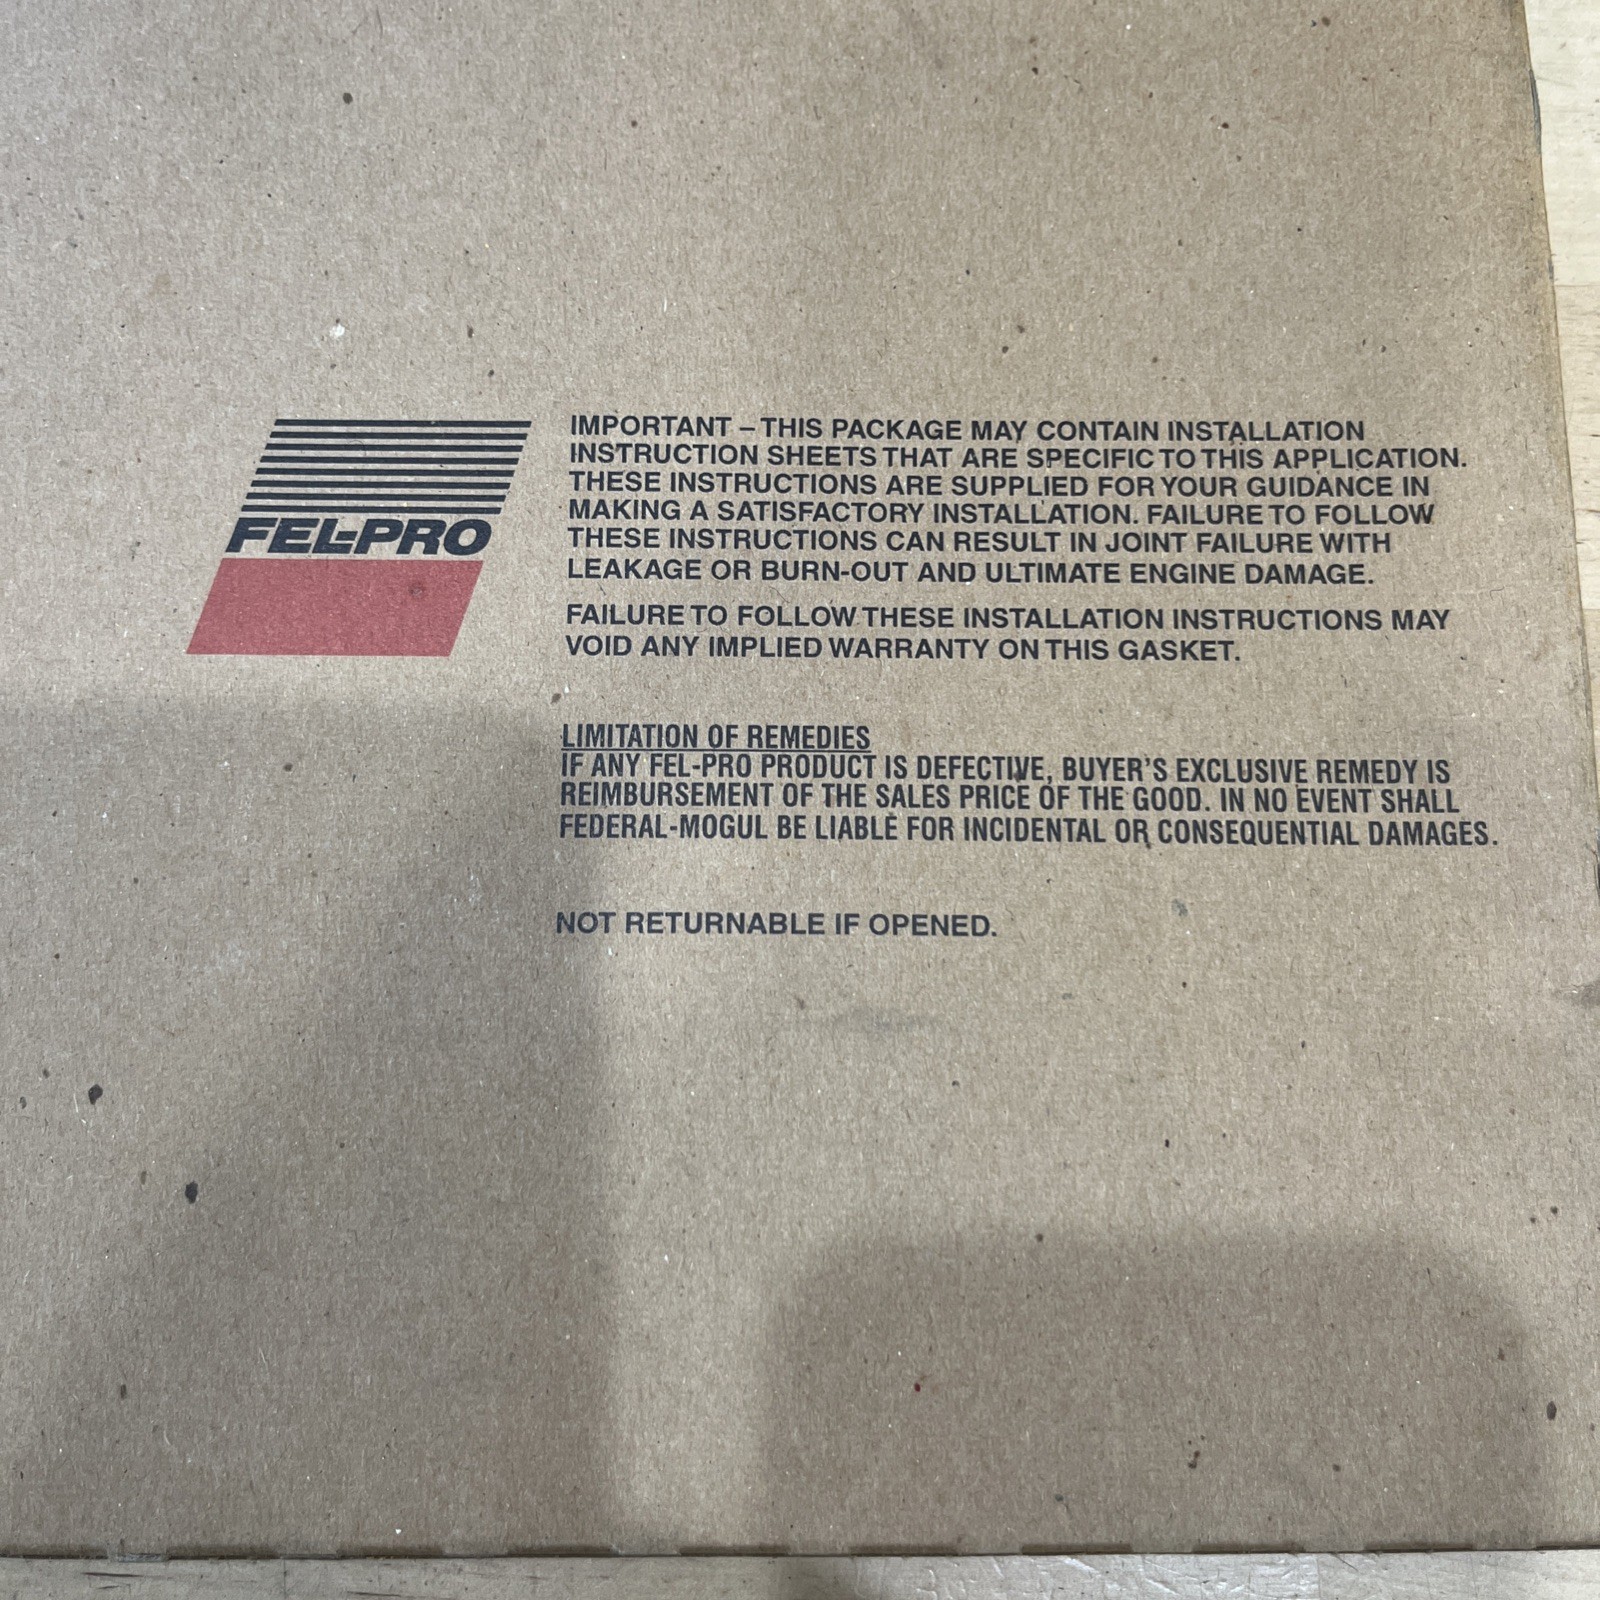 FEL-PRO
IMPORTANT – THIS PACKAGE MAY CONTAIN INSTALLATION
INSTRUCTION SHEETS THAT ARE SPECIFIC TO THIS APPLICATION.
THESE INSTRUCTIONS ARE SUPPLIED FOR YOUR GUIDANCE IN
MAKING A SATISFACTORY INSTALLATION. FAILURE TO FOLLOW
THESE INSTRUCTIONS CAN RESULT IN JOINT FAILURE WITH
LEAKAGE OR BURN-OUT AND ULTIMATE ENGINE DAMAGE.
FAILURE TO FOLLOW THESE INSTALLATION INSTRUCTIONS MAY
VOID ANY IMPLIED WARRANTY ON THIS GASKET.
LIMITATION OF REMEDIES
IF ANY FEL-PRO PRODUCT IS DEFECTIVE, BUYER'S EXCLUSIVE REMEDY IS
REIMBURSEMENT OF THE SALES PRICE OF THE GOOD. IN NO EVENT SHALL
FEDERAL-MOGUL BE LIABLE FOR INCIDENTAL OR CONSEQUENTIAL DAMAGES.
NOT RETURNABLE IF OPENED.